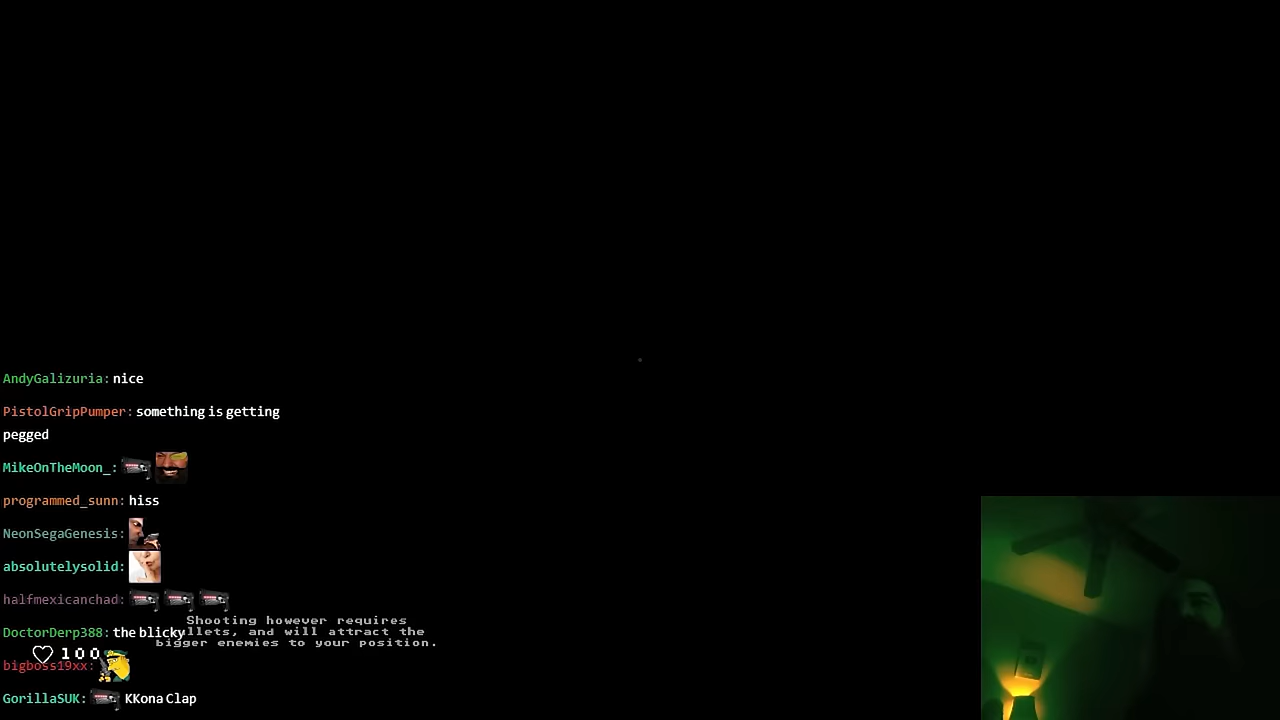 AndyGalizuria: nice
PistolGripPumper: something is getting
pegged
MikeOnTheMoon_:
programmed_sunn: hiss
NeonSegaGenesis:
absolutelysolid:
halfmexicanchad:
Shooting however requires
DoctorDerp388: the blicky
, and will attract the
bigger enemies to your position.
100
bigboss19xx:
GorillaSUK: KKona Clap